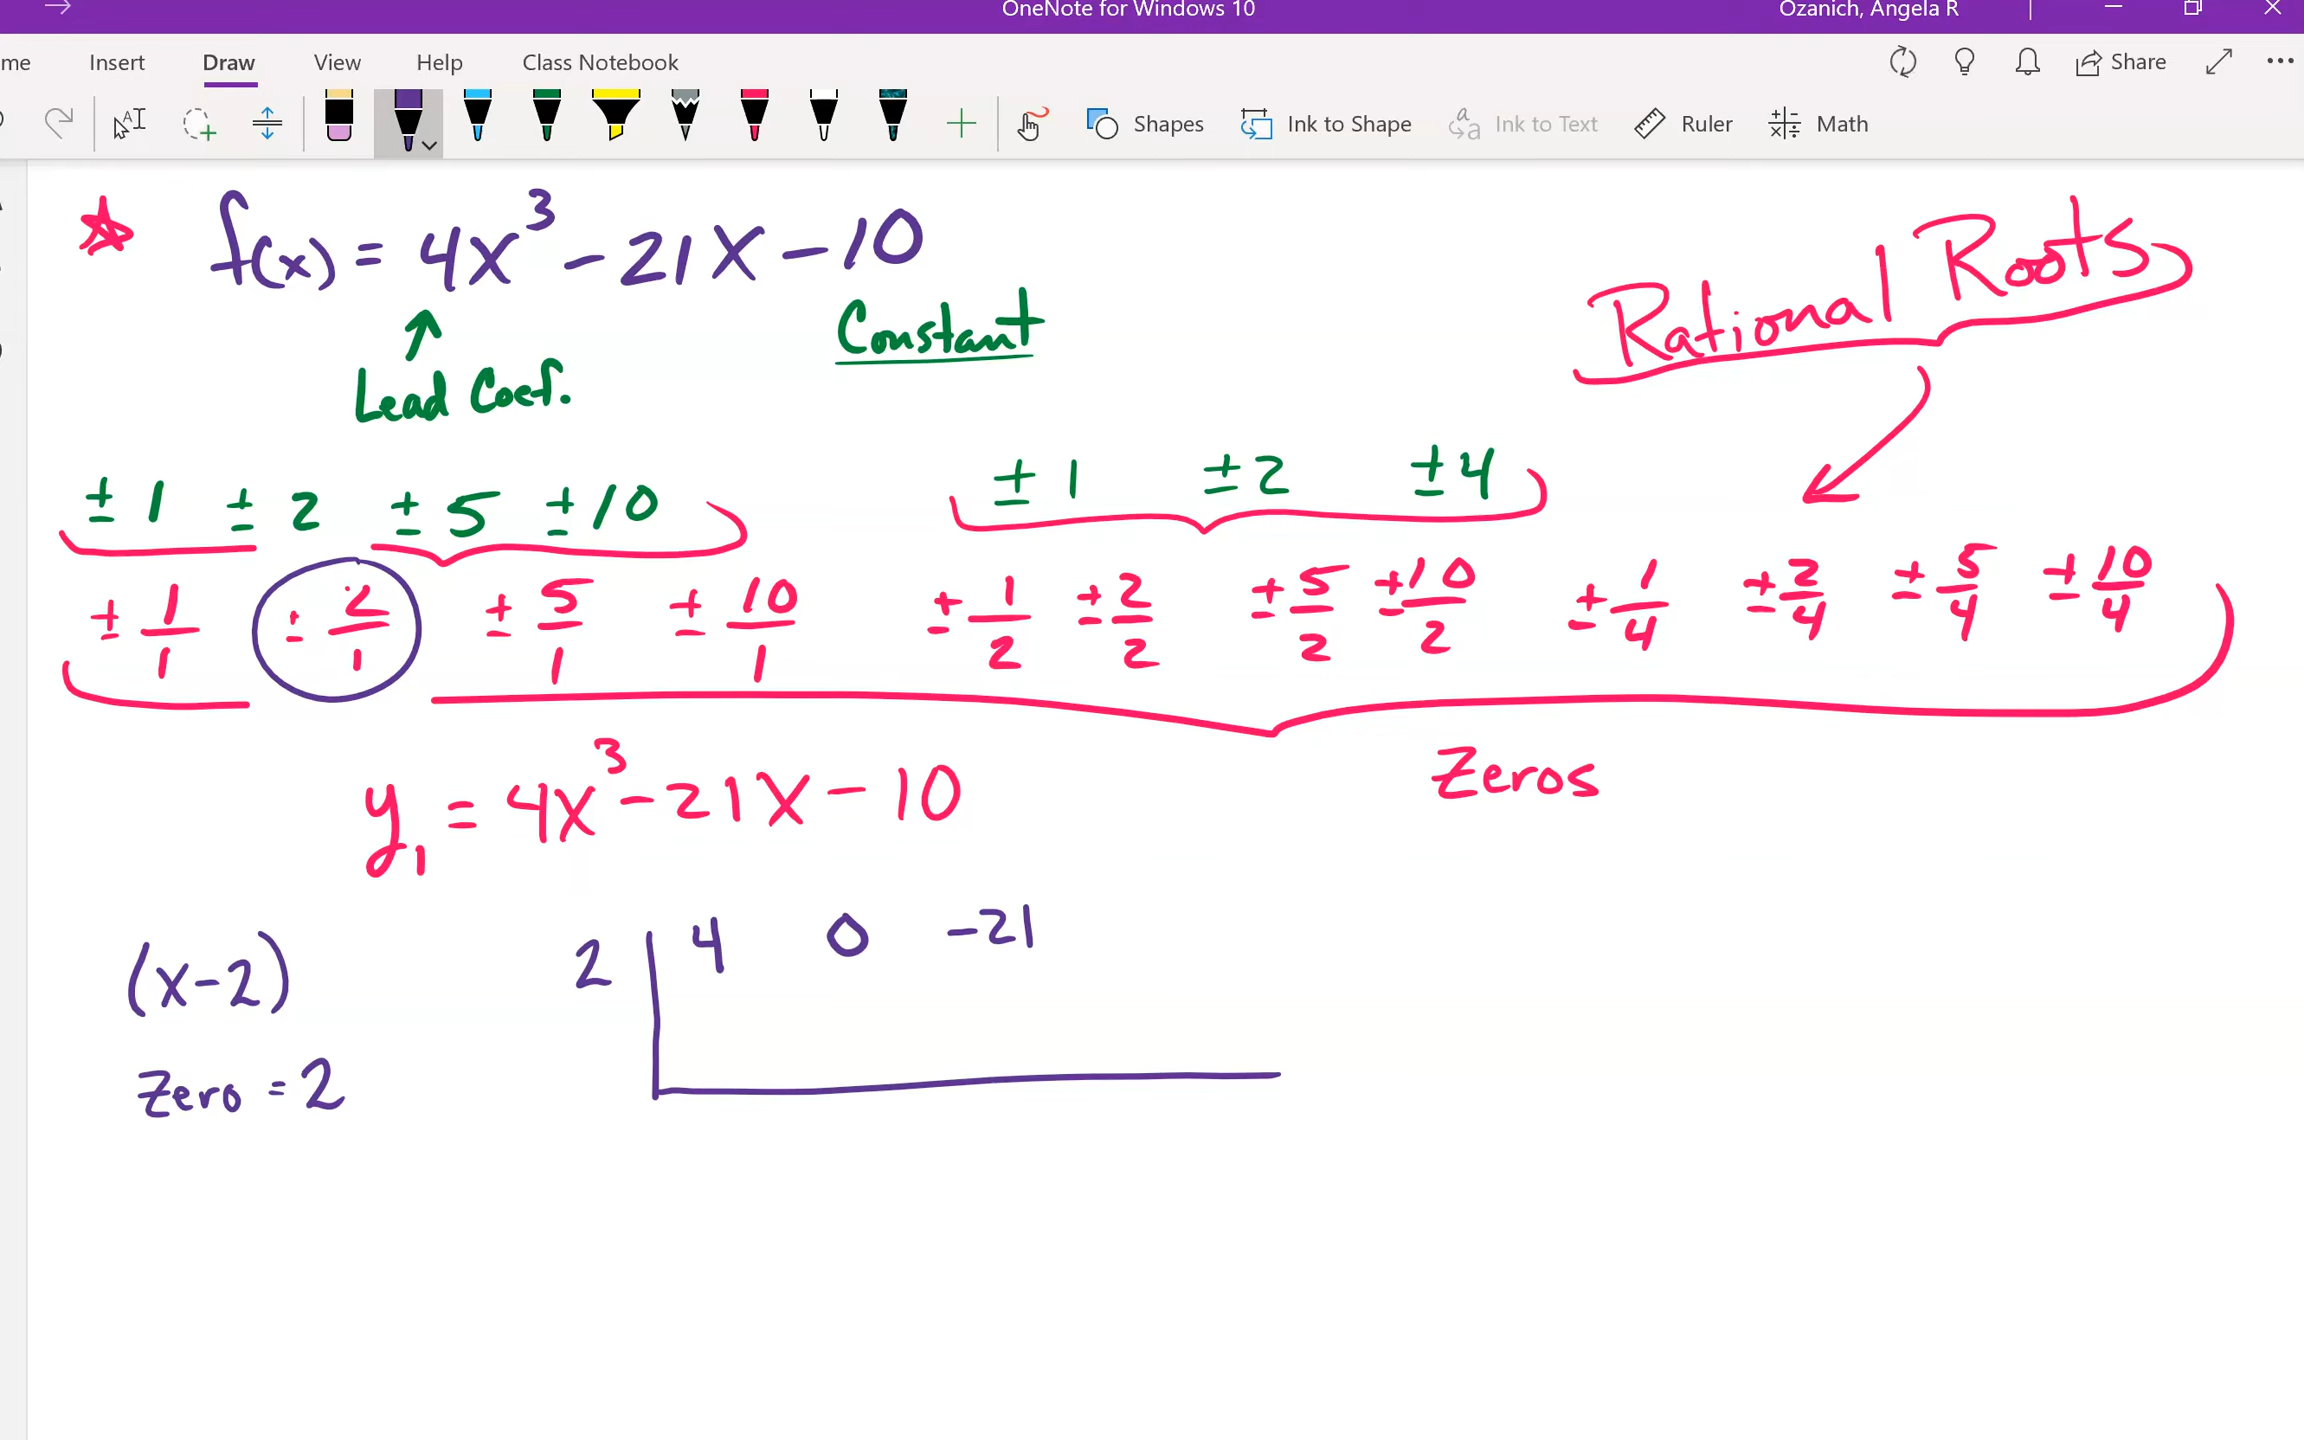 OneNote for Windows 10 Ozanich, Angela R
me Insert Draw View Help Class Notebook Share
Shapes Ink to Shape Ink to Text Ruler Math
f(x) = 4x³ - 21x - 10
Rational Roots
Constant
Lead Coef.
± 1 ± 2 ± 5 ± 10 ± 1 ± 2 ± 4
± 1/1 ± 2/1 ± 5/1 ± 10/1 ± 1/2 ± 2/2 ± 5/2 ± 10/2 ± 1/4 ± 2/4 ± 5/4 ± 10/4
Zeros
y₁ = 4x³ - 21x - 10
(x-2) 2 | 4 0 -21
Zero = 2